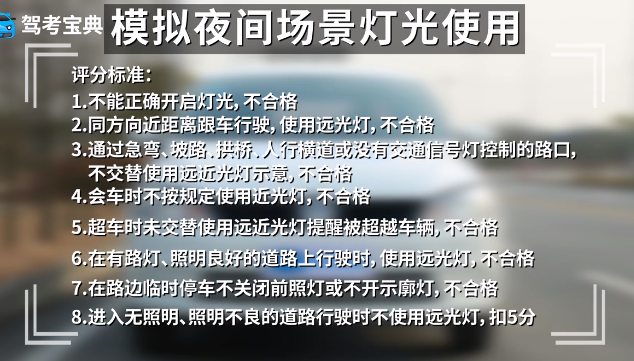 驾考宝典
模拟夜间场景灯光使用
评分标准：
1.不能正确开启灯光，不合格
2.同方向近距离跟车行驶，使用远光灯，不合格
3.通过急弯、坡路、拱桥、人行横道或没有交通信号灯控制的路口，
不交替使用远近光灯示意，不合格
4.会车时不按规定使用近光灯，不合格
5.超车时未交替使用远近光灯提醒被超越车辆，不合格
6.在有路灯、照明良好的道路上行驶时，使用远光灯，不合格
7.在路边临时停车不关闭前照灯或不开示廓灯，不合格
8.进入无照明、照明不良的道路行驶时不使用远光灯，扣5分